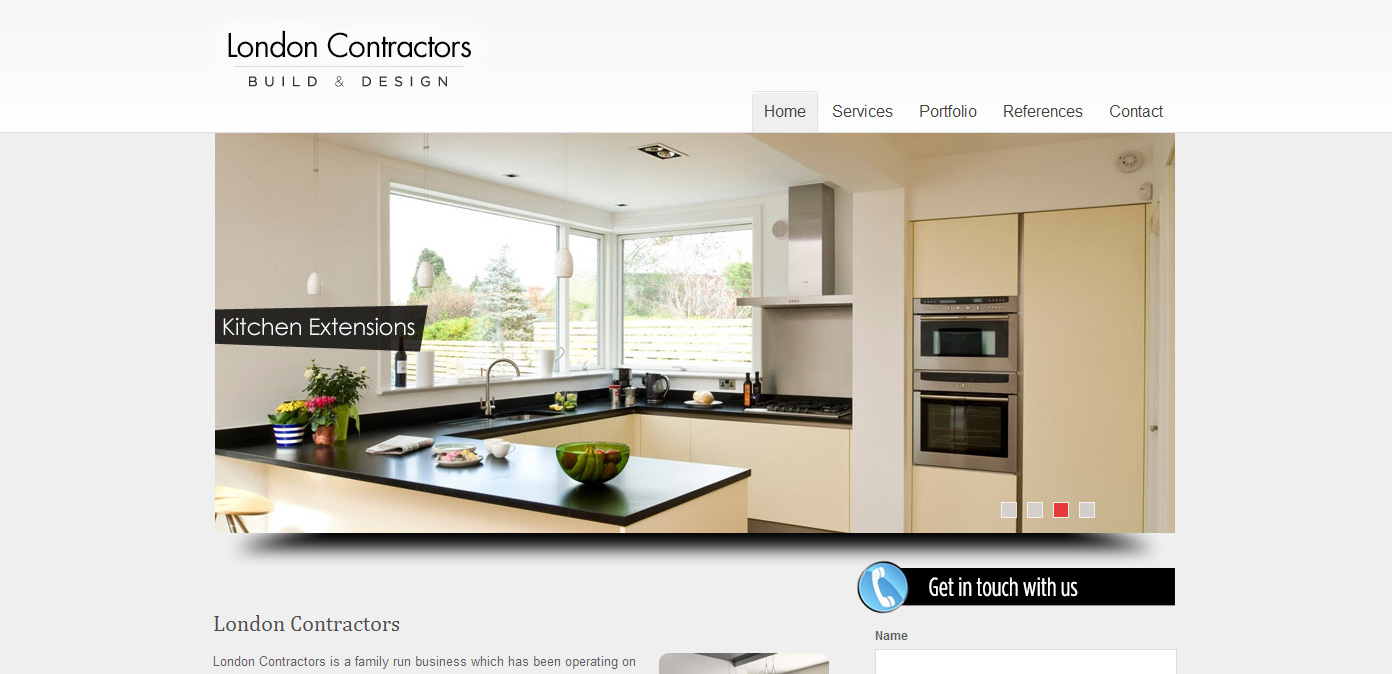 London Contractors
BUILD & DESIGN
Home Services Portfolio References Contact
Kitchen Extensions
Get in touch with us
London Contractors
Name
London Contractors is a family run business which has been operating on